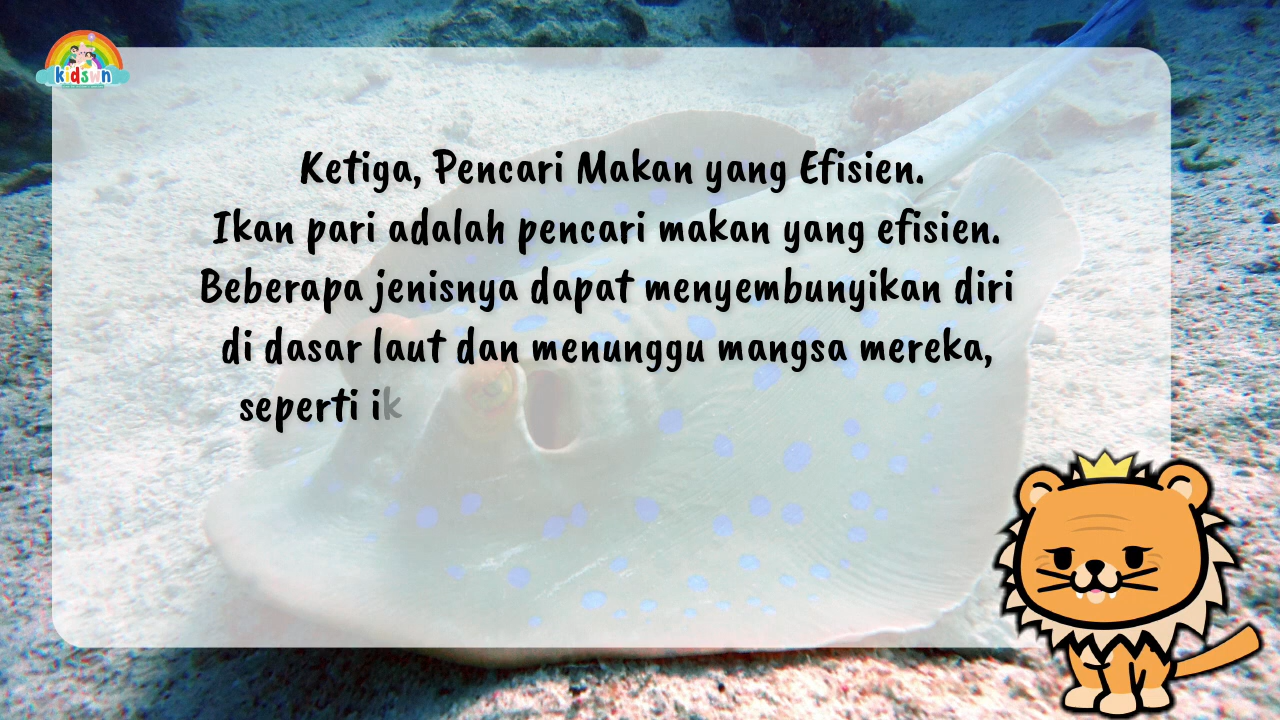 kidswn
Ketiga, Pencari Makan yang Efisien.
Ikan pari adalah pencari makan yang efisien.
Beberapa jenisnya dapat menyembunyikan diri
di dasar laut dan menunggu mangsa mereka,
seperti ik